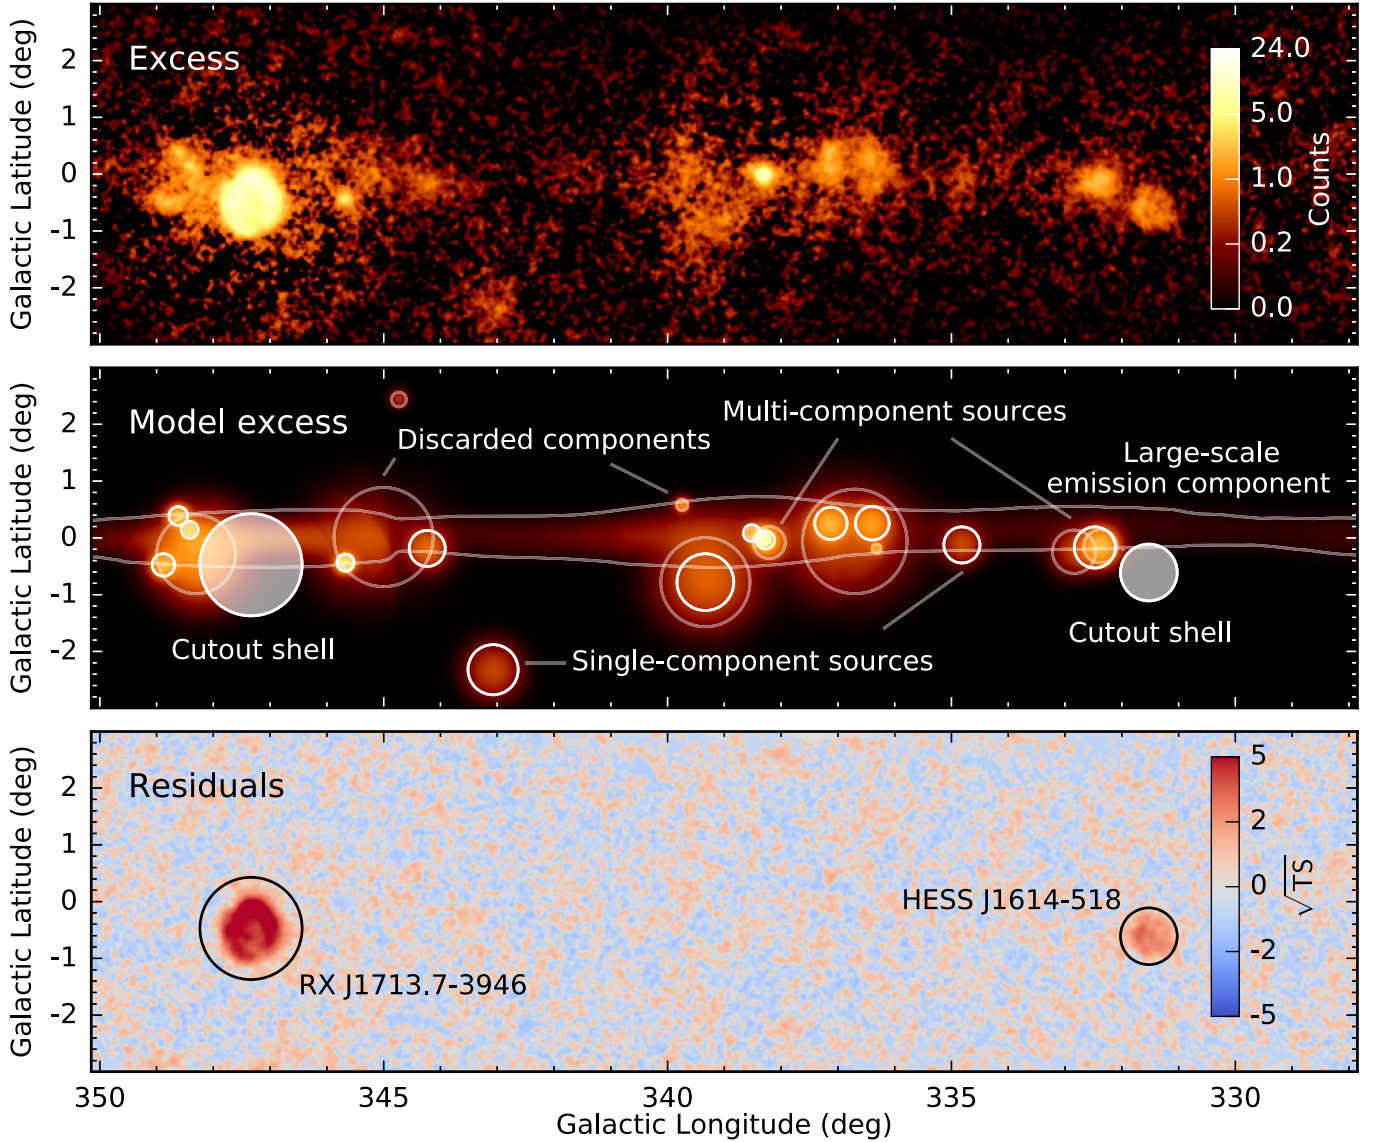 Galactic Latitude (deg)
2
1
0
-1
-2
Excess
24.0
5.0
1.0
0.2
0.0
Counts
Galactic Latitude (deg)
2
1
0
-1
-2
Model excess
Discarded components
Multi-component sources
Large-scale
emission component
Cutout shell
Single-component sources
Cutout shell
Galactic Latitude (deg)
2
1
0
-1
-2
Residuals
RX J1713.7-3946
HESS J1614-518
5
2
0
-2
-5
√TS
350
345
340
335
330
Galactic Longitude (deg)